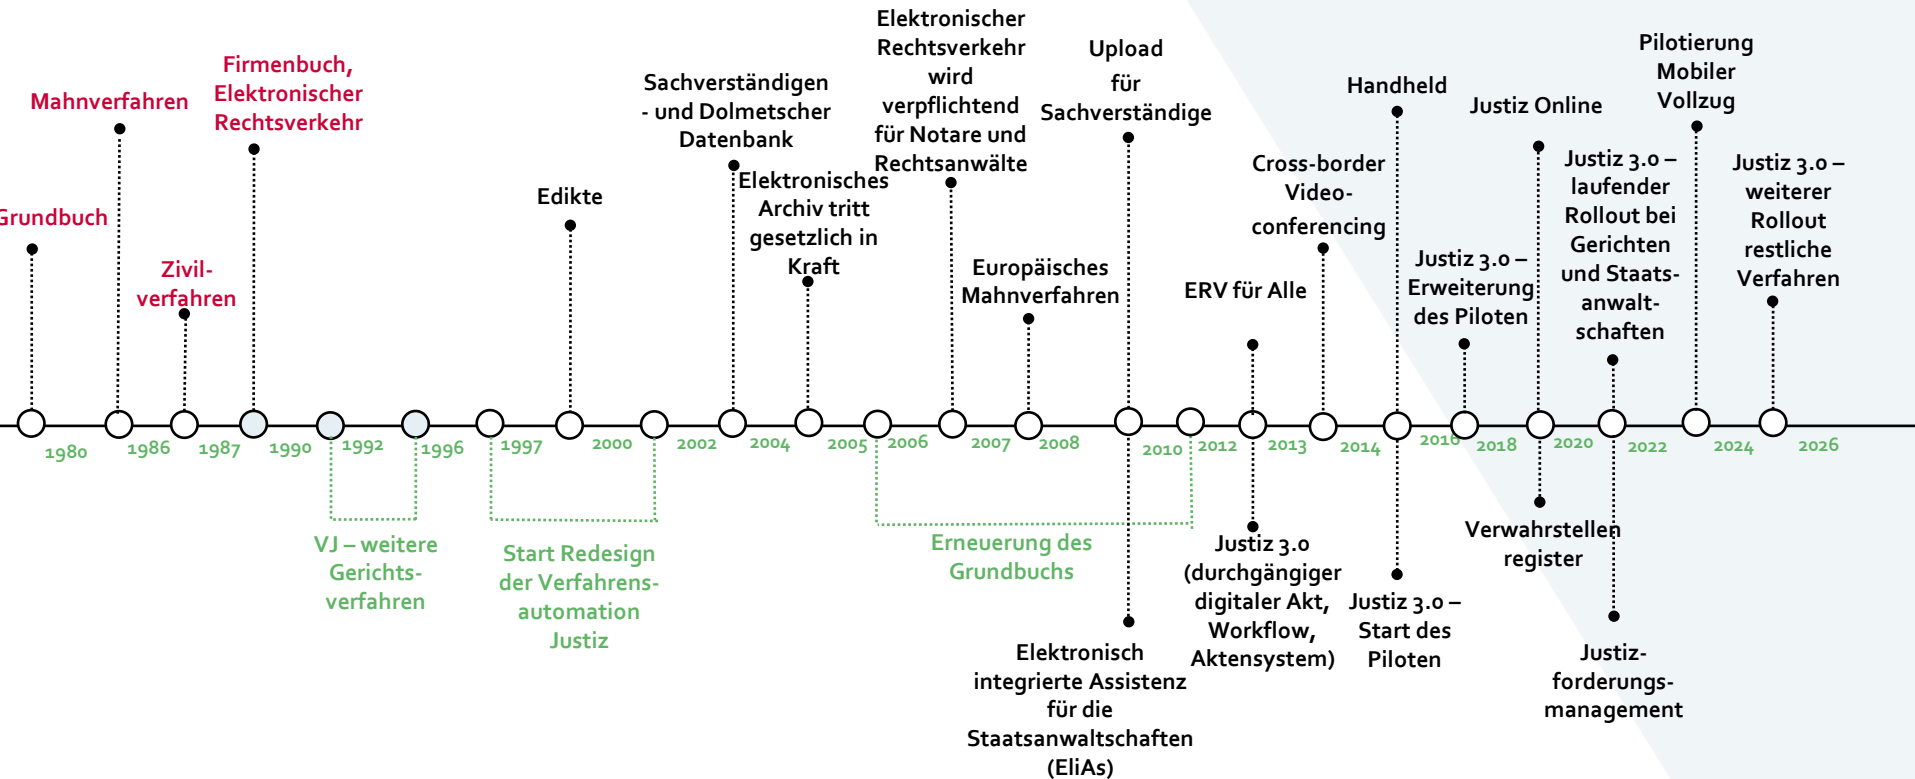 Grundbuch
Mahnverfahren
Zivil-
verfahren
Firmenbuch,
Elektronischer
Rechtsverkehr
Edikte
Sachverständigen
- und Dolmetscher
Datenbank
Elektronisches
Archiv tritt
gesetzlich in
Kraft
Elektronischer
Rechtsverkehr
wird
verpflichtend
für Notare und
Rechtsanwälte
Europäisches
Mahnverfahren
Upload
für
Sachverständige
ERV für Alle
Cross-border
Video-
conferencing
Handheld
Justiz 3.0 –
Erweiterung
des Piloten
Justiz Online
Justiz 3.0 –
laufender
Rollout bei
Gerichten
und Staats-
anwalt-
schaften
Pilotierung
Mobiler
Vollzug
Justiz 3.0 –
weiterer
Rollout
restliche
Verfahren
1980
1986
1987
1990
1992
1996
1997
2000
2002
2004
2005
2006
2007
2008
2010
2012
2013
2014
2016
2018
2020
2022
2024
2026
VJ – weitere
Gerichts-
verfahren
Start Redesign
der Verfahrens-
automation
Justiz
Erneuerung des
Grundbuchs
Elektronisch
integrierte Assistenz
für die
Staatsanwaltschaften
(EliAs)
Justiz 3.0
(durchgängiger
digitaler Akt,
Workflow,
Aktensystem)
Justiz 3.0 –
Start des
Piloten
Verwahrstellen
register
Justiz-
forderungs-
management